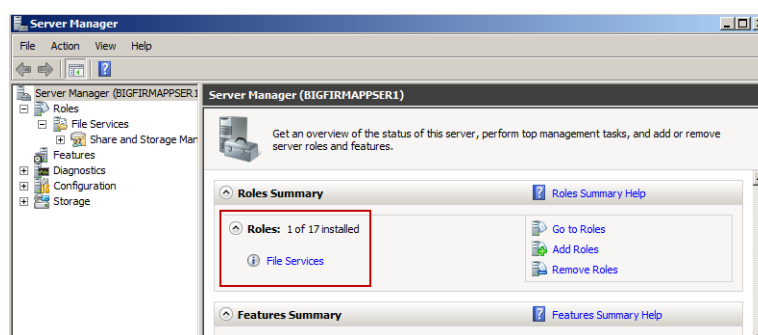 Server Manager
File Action View Help
Server Manager (BIGFIRMAPPSER1
Roles
File Services
Share and Storage Man
Features
Diagnostics
Configuration
Storage
Server Manager (BIGFIRMAPPSER1)
Get an overview of the status of this server, perform top management tasks, and add or remove
server roles and features.
Roles Summary
Roles Summary Help
Roles: 1 of 17 installed
File Services
Go to Roles
Add Roles
Remove Roles
Features Summary
Features Summary Help